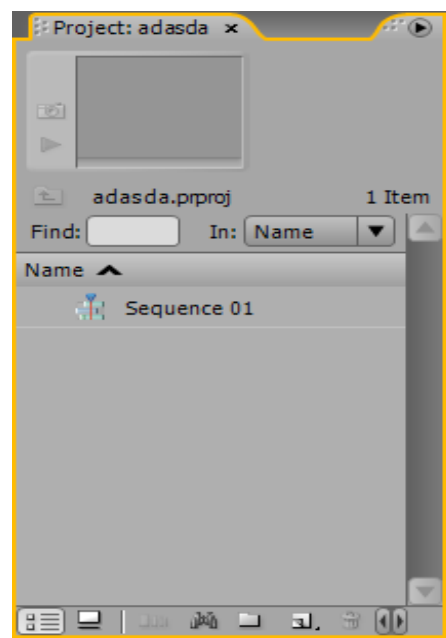 Project: adasda x
adasda.prproj 1 Item
Find: In: Name
Name
Sequence 01